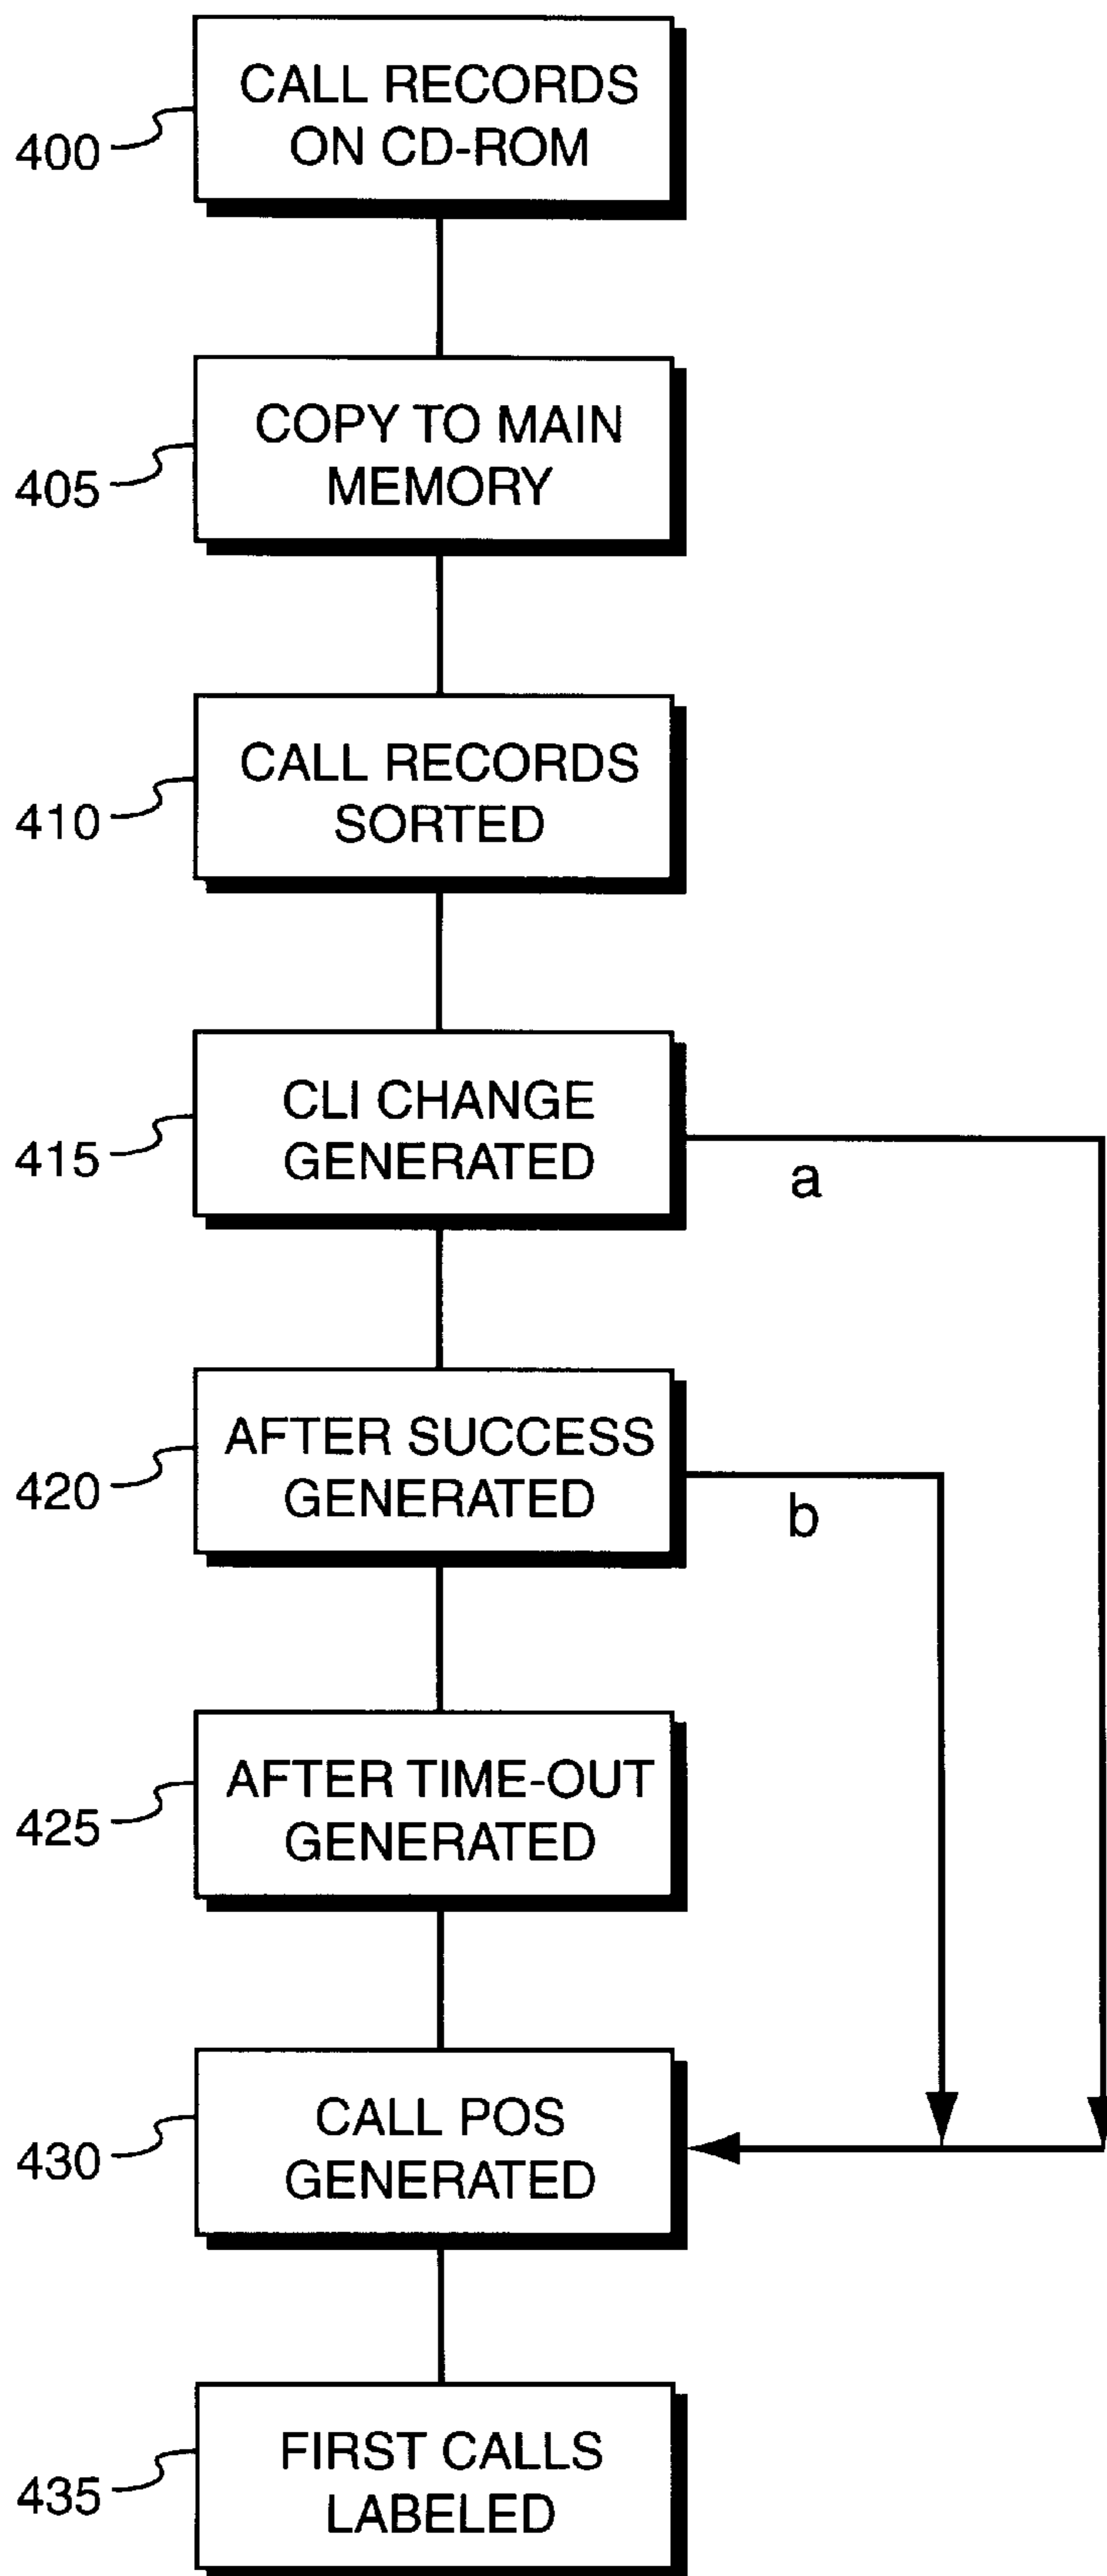 CALL RECORDS
ON CD-ROM
400
COPY TO MAIN
MEMORY
405
CALL RECORDS
SORTED
410
CLI CHANGE
GENERATED
415
a
AFTER SUCCESS
GENERATED
420
b
AFTER TIME-OUT
GENERATED
425
CALL POS
GENERATED
430
FIRST CALLS
LABELED
435